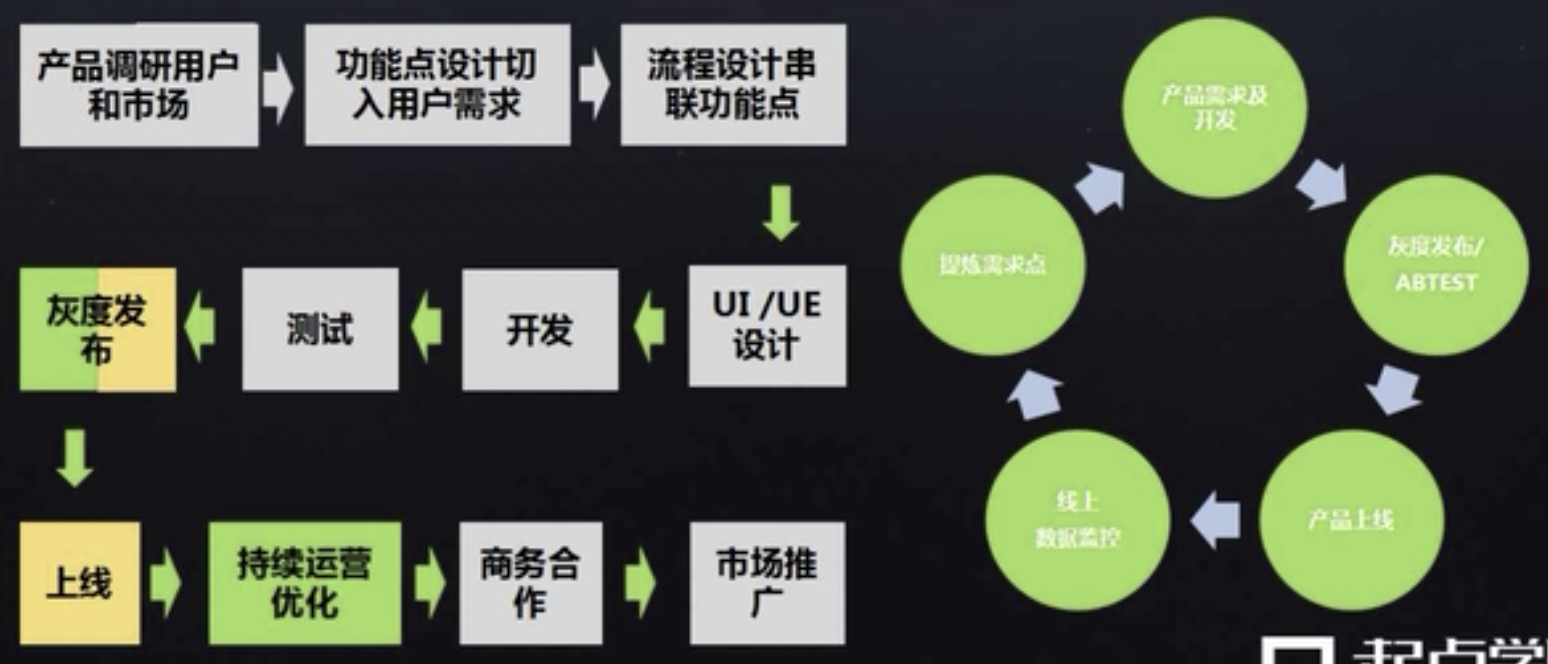 产品调研用户
和市场
功能点设计切
入用户需求
流程设计串
联功能点
UI /UE
设计
开发
测试
灰度发
布
上线
持续运营
优化
商务合
作
市场推
广
产品需求及
开发
灰度发布/
ABTEST
产品上线
线上
数据监控
提炼需求点
起点学